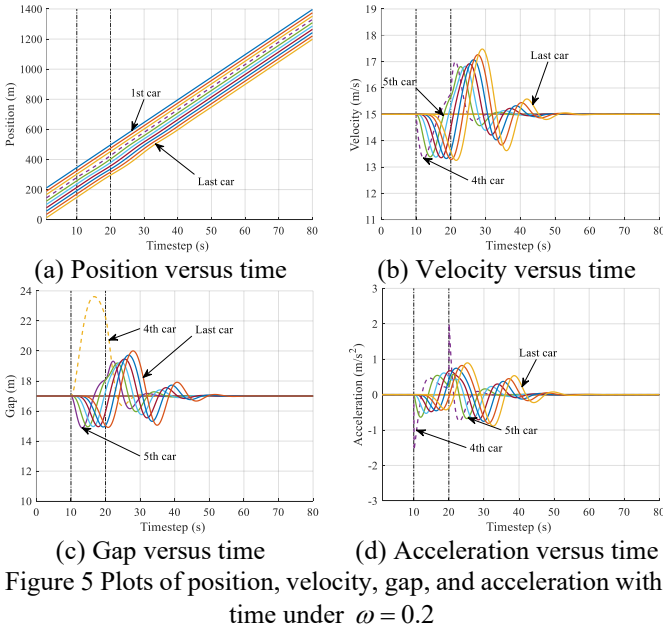 1400
1200
1000
800
600
400
200
0
Position (m)
1st car
Last car
10 20 30 40 50 60 70 80
Timestep (s)
(a) Position versus time
19
18
17
16
15
14
13
12
11
Velocity (m/s)
5th car
Last car
4th car
0 10 20 30 40 50 60 70 80
Timestep (s)
(b) Velocity versus time
24
22
20
18
16
14
12
10
Gap (m)
4th car
Last car
5th car
0 10 20 30 40 50 60 70 80
Timestep (s)
(c) Gap versus time
3
2
1
0
-1
-2
-3
Acceleration (m/s²)
Last car
5th car
4th car
0 10 20 30 40 50 60 70 80
Timestep (s)
(d) Acceleration versus time
Figure 5 Plots of position, velocity, gap, and acceleration with
time under ω = 0.2